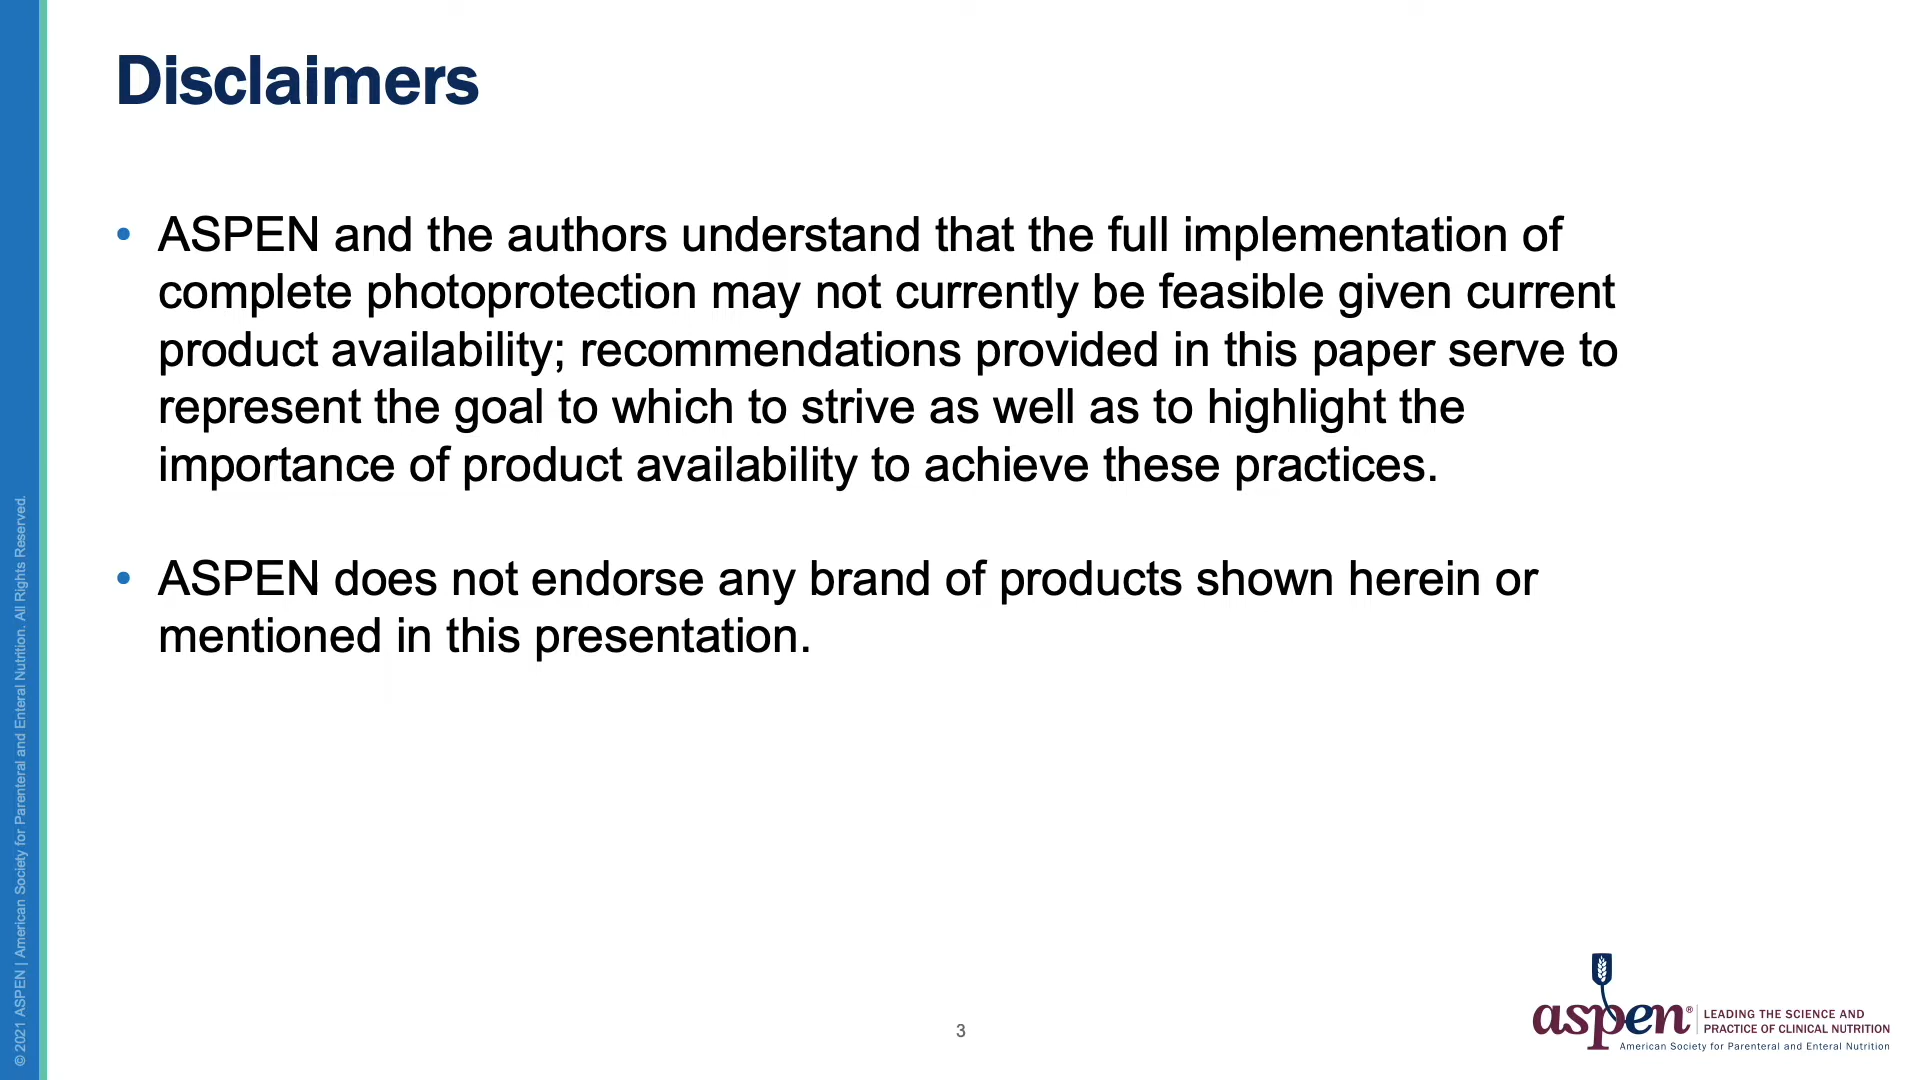 Disclaimers
• ASPEN and the authors understand that the full implementation of
complete photoprotection may not currently be feasible given current
product availability; recommendations provided in this paper serve to
represent the goal to which to strive as well as to highlight the
importance of product availability to achieve these practices.
• ASPEN does not endorse any brand of products shown herein or
mentioned in this presentation.
© 2021 ASPEN | American Society for Parenteral and Enteral Nutrition. All Rights Reserved.
3
aspen®
LEADING THE SCIENCE AND
PRACTICE OF CLINICAL NUTRITION
American Society for Parenteral and Enteral Nutrition